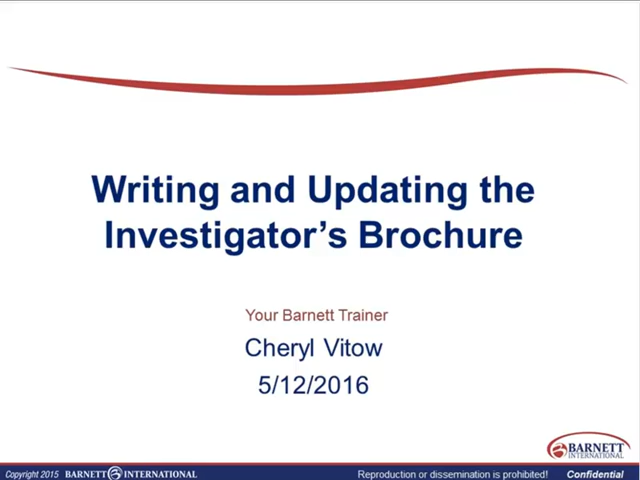 Writing and Updating the
Investigator's Brochure
Your Barnett Trainer
Cheryl Vitow
5/12/2016
BARNETT
INTERNATIONAL
Copyright 2015 BARNETT INTERNATIONAL Reproduction or dissemination is prohibited! Confidential